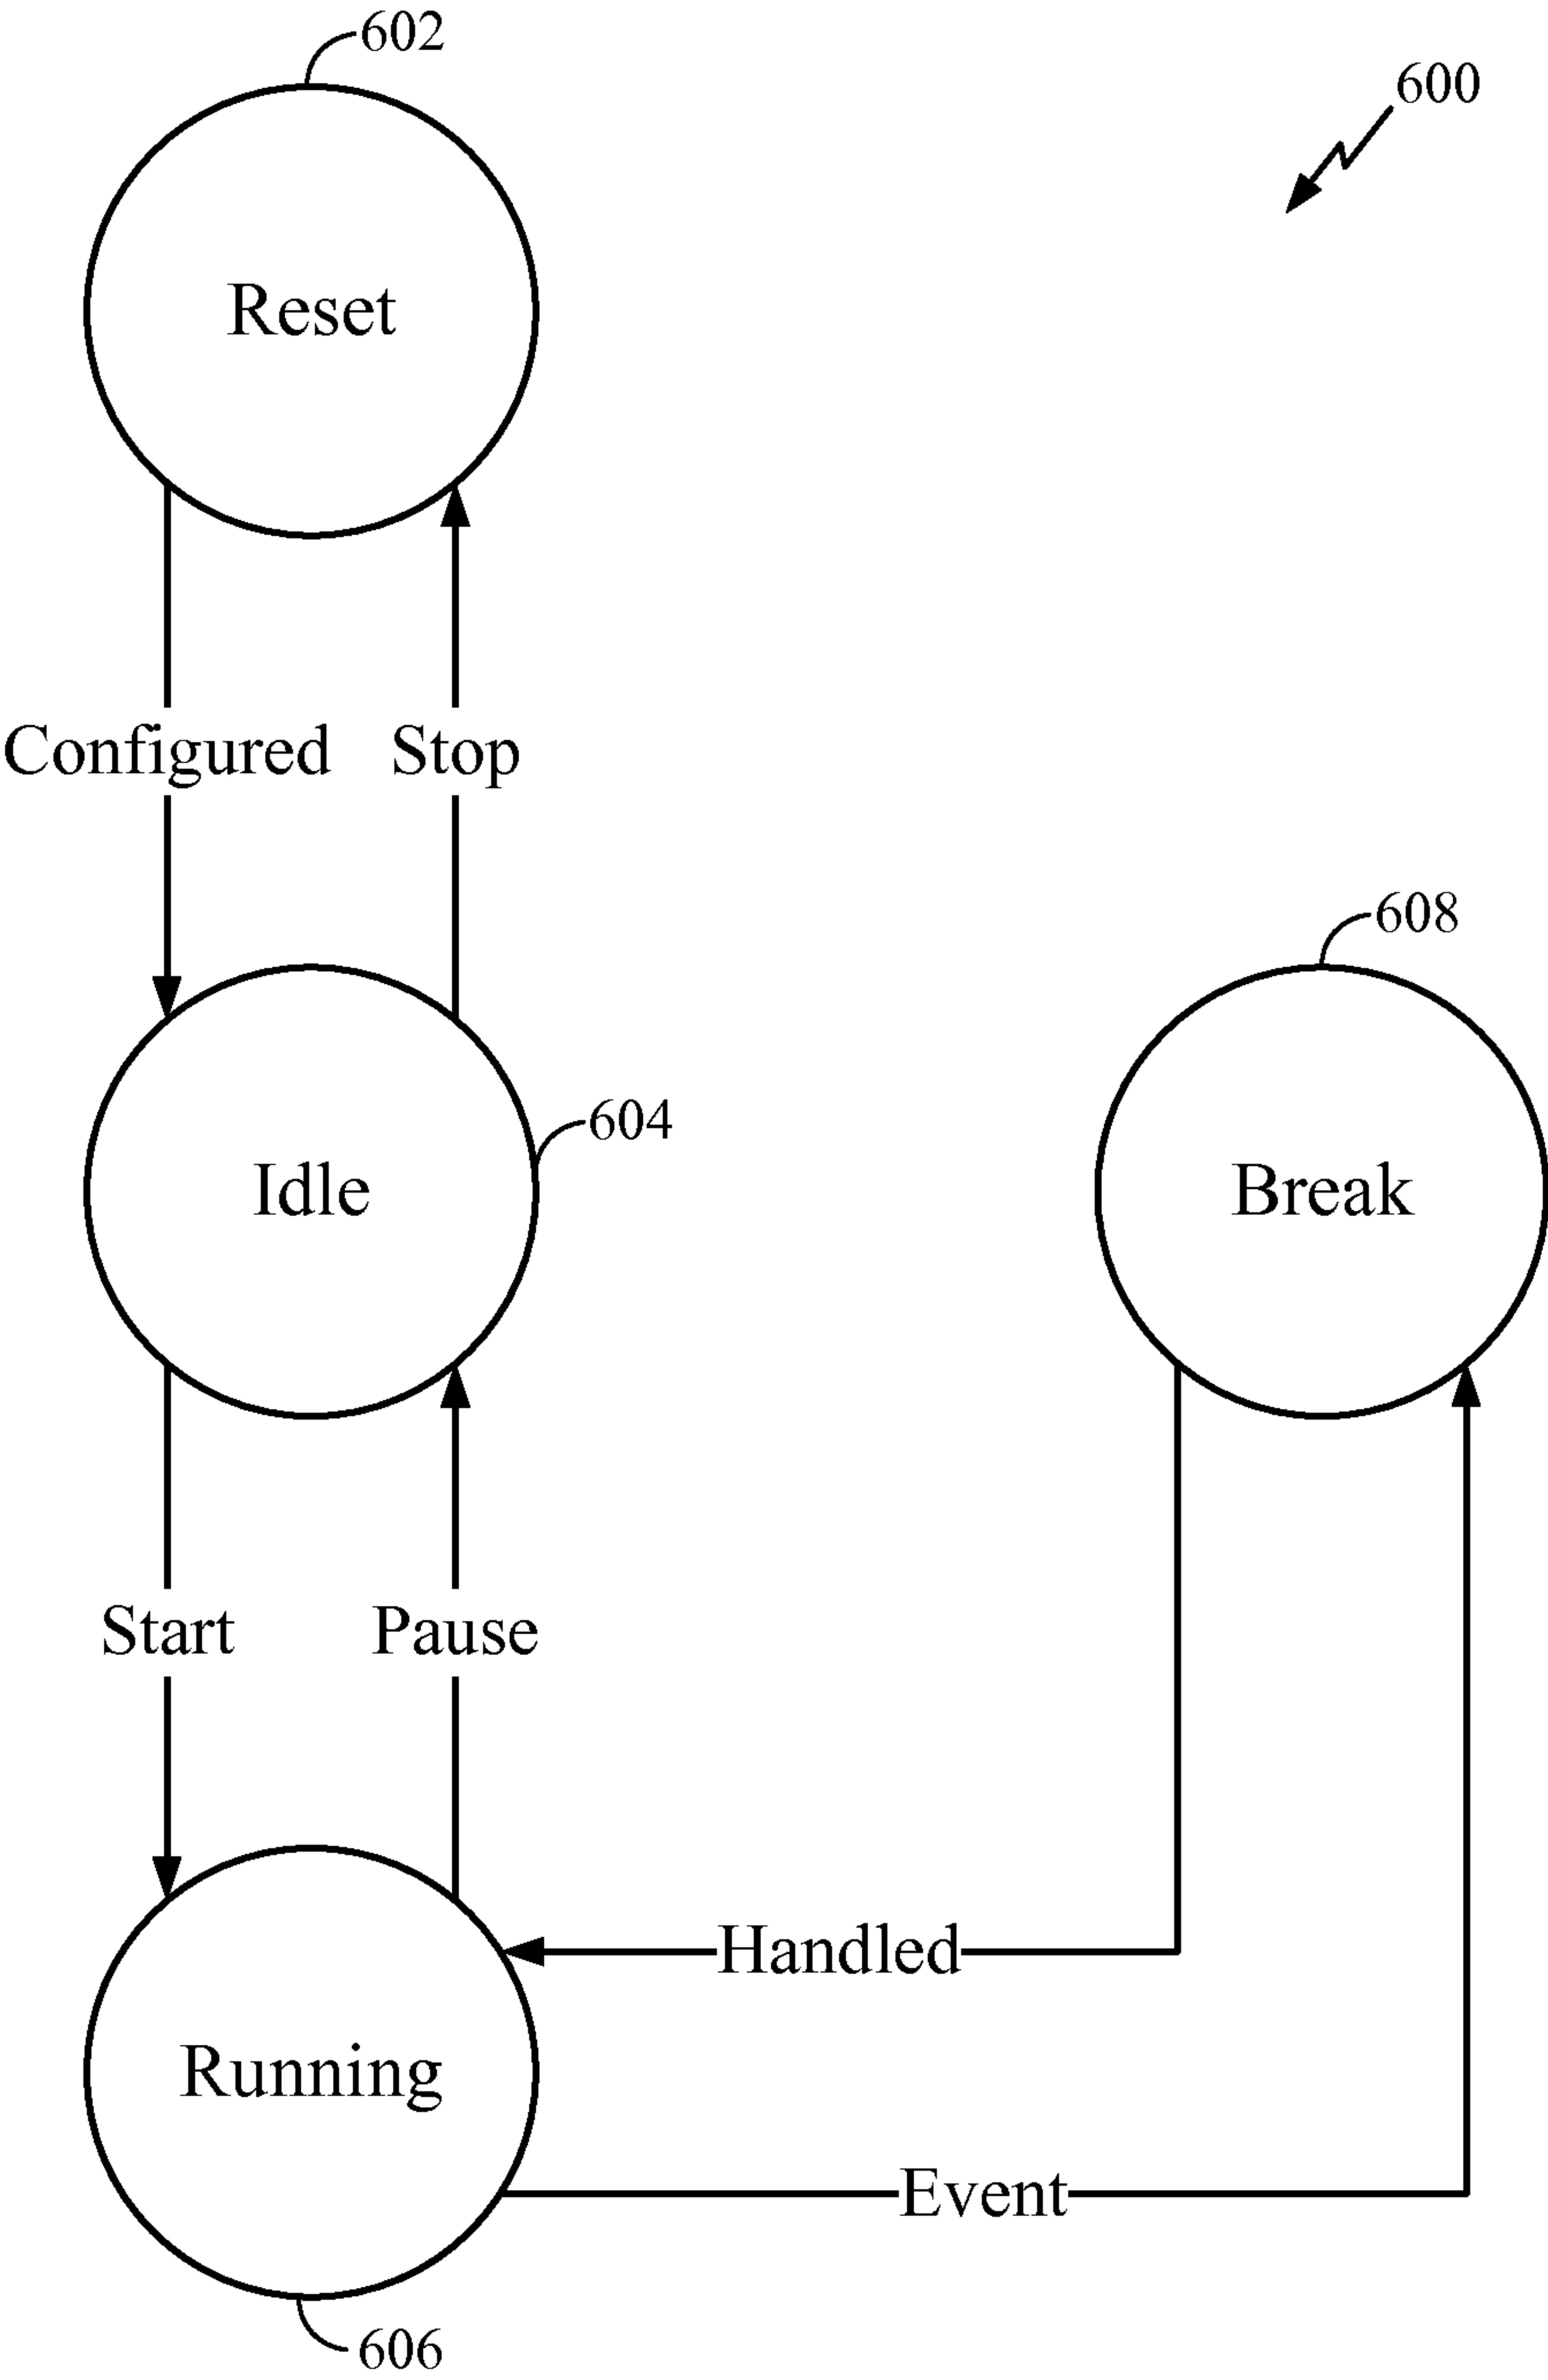 602
600
Reset
Configured
Stop
608
604
Idle
Break
Start
Pause
Handled
Running
Event
606